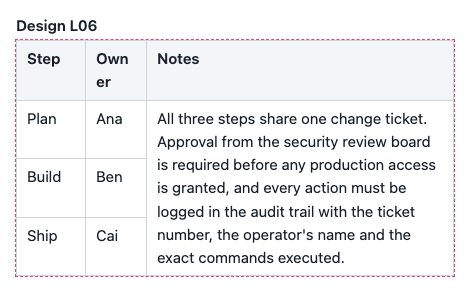 Design L06
Step Own
er Notes
Plan Ana All three steps share one change ticket.
Approval from the security review board
Build Ben is required before any production access
is granted, and every action must be
logged in the audit trail with the ticket
Ship Cai number, the operator's name and the
exact commands executed.